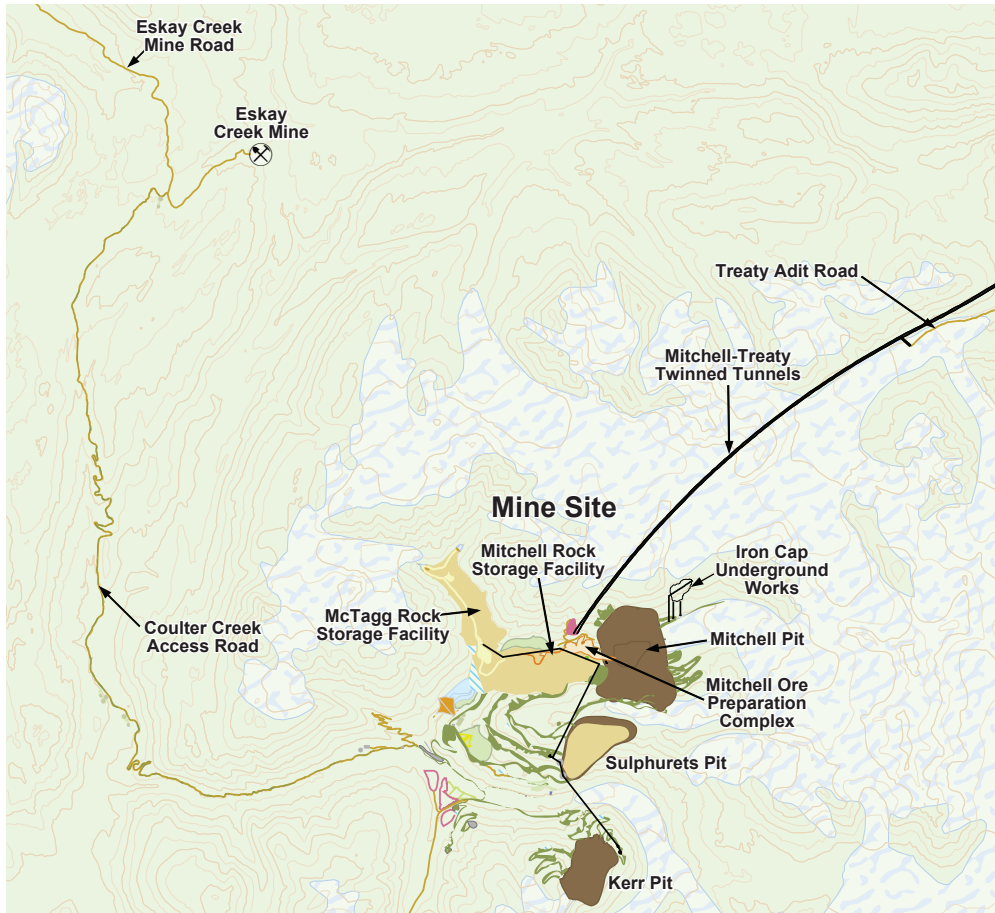 Eskay Creek
Mine Road
Eskay
Creek Mine
Treaty Adit Road
Mitchell-Treaty
Twinned Tunnels
Mine Site
Mitchell Rock
Storage Facility
Iron Cap
Underground
Works
McTagg Rock
Storage Facility
Coulter Creek
Access Road
Mitchell Pit
Mitchell Ore
Preparation
Complex
Sulphurets Pit
Kerr Pit